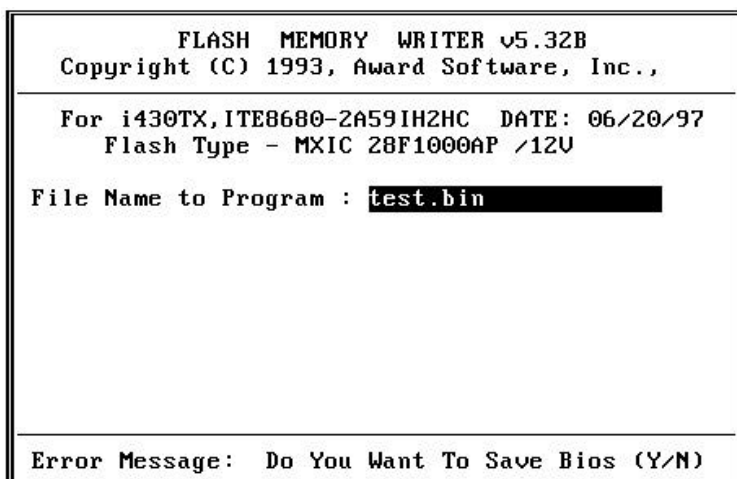 FLASH MEMORY WRITER v5.32B
Copyright (C) 1993, Award Software, Inc.,
For i430TX,ITE8680-2A59IH2HC DATE: 06/20/97
Flash Type - MXIC 28F1000AP /12V
File Name to Program : test.bin
Error Message: Do You Want To Save Bios (Y/N)